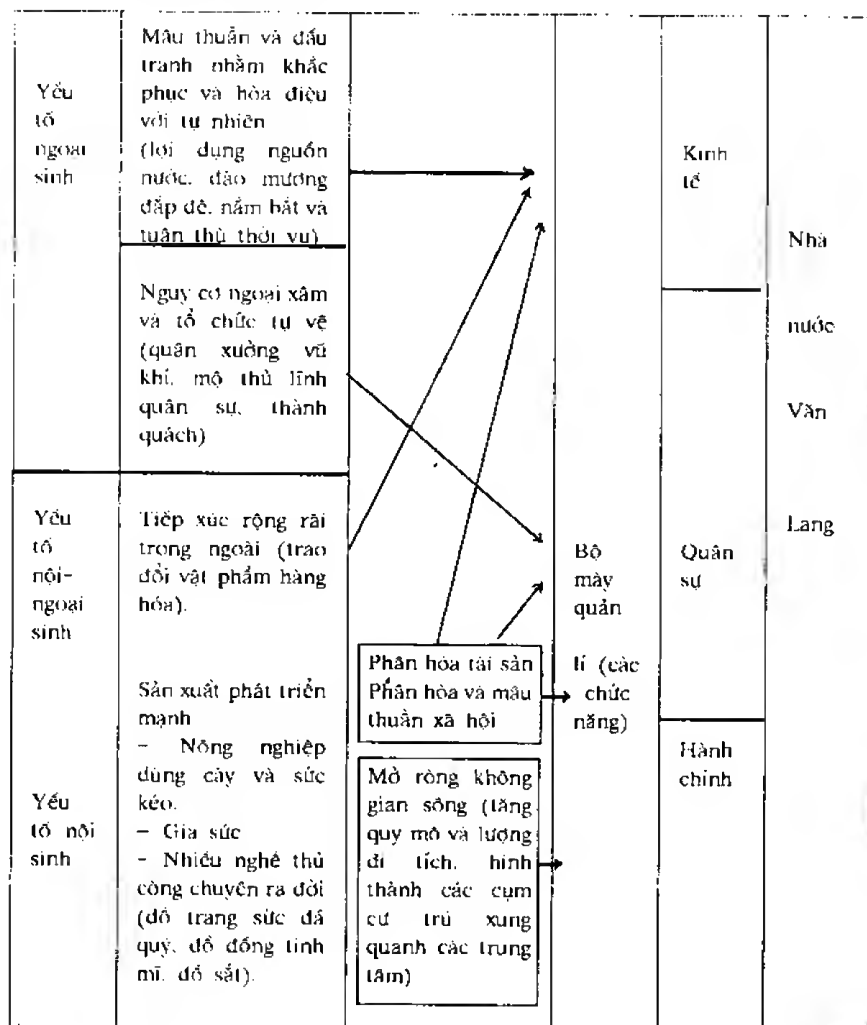 Yếu
tố
ngoại
sinh
Mâu thuẫn và đấu
tranh nhằm khắc
phục và hòa điệu
với tự nhiên
(lợi dụng nguồn
nước, đào mương
đắp đê, nắm bắt và
tuân thủ thời vụ)
Nguy cơ ngoại xâm
và tổ chức tự vệ
(quân xưởng vũ
khí, mộ thủ lĩnh
quân sự, thành
quách)
Yếu
tố
nội-
ngoại
sinh
Tiếp xúc rộng rãi
trong ngoài (trao
đổi vật phẩm hàng
hóa).
Yếu
tố nội
sinh
Sản xuất phát triển
mạnh
- Nông nghiệp
dùng cày và sức
kéo.
- Gia súc
- Nhiều nghề thủ
công chuyên ra đời
(đồ trang sức đá
quý, đồ đồng tinh
mĩ, đồ sắt).
Phân hóa tài sản
Phân hóa và mâu
thuẫn xã hội
Mở rộng không
gian sống (tăng
quy mô và lượng
di tích, hình
thành các cụm
cư trú xung
quanh các trung
tâm)
Bộ
máy
quản
lí (các
chức
năng)
Kinh
tế
Quân
sự
Hành
chính
Nhà
nước
Văn
Lang